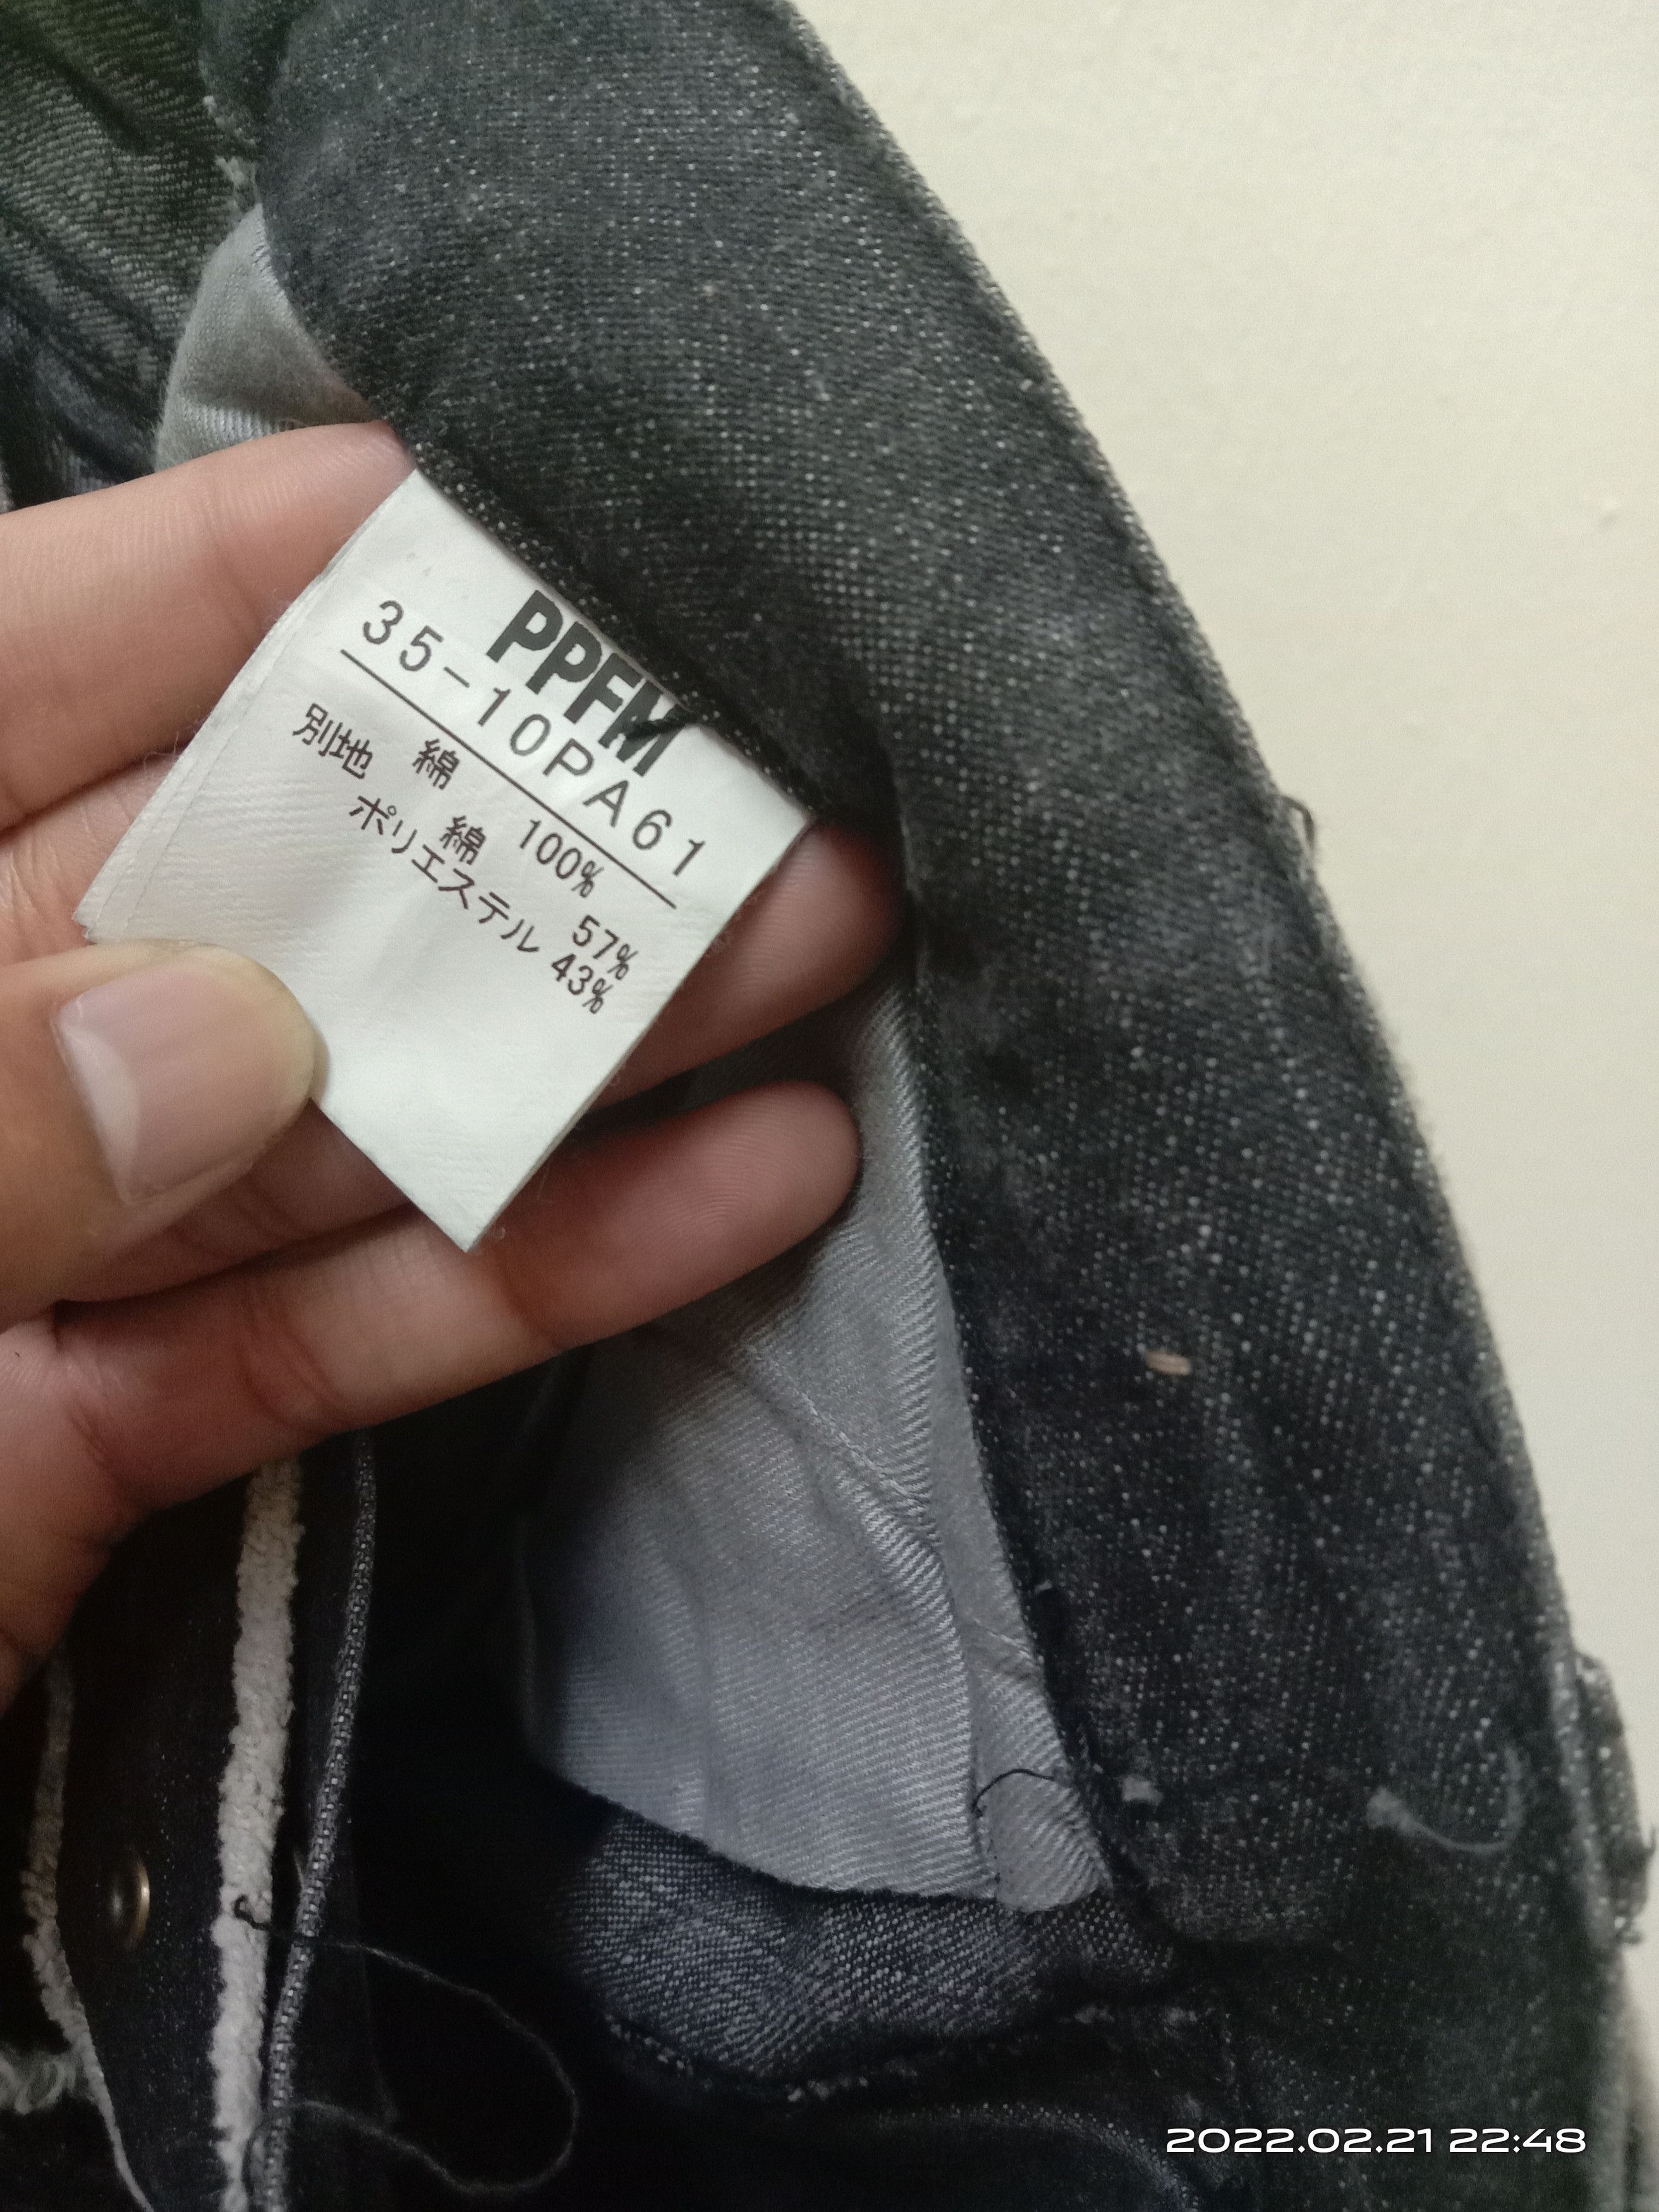 PPFM
35-10PA61
綿 100%
別地 綿 57%
ポリエステル 43%
2022.02.21 22:48